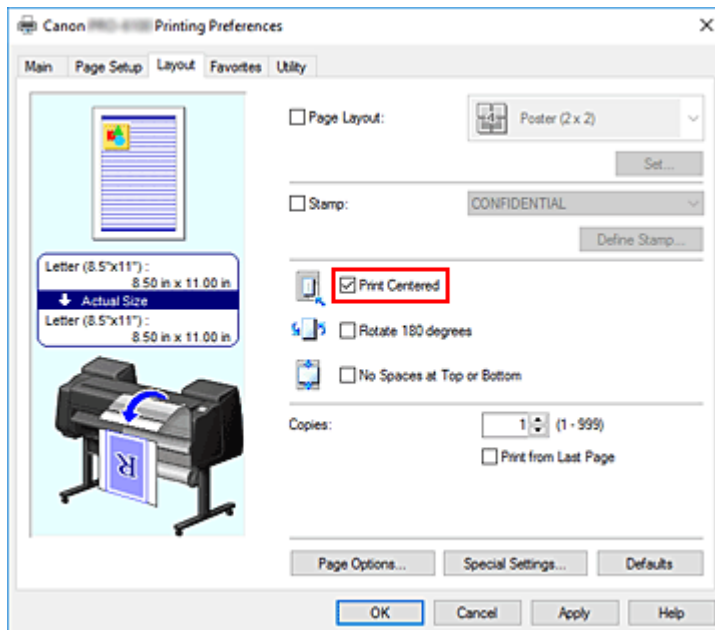 Canon Printing Preferences
Main Page Setup Layout Favorites Utility
Page Layout: Poster (2 x 2)
Set...
Stamp: CONFIDENTIAL
Define Stamp...
Letter (8.5"x11") :
8.50 in x 11.00 in
Actual Size
Letter (8.5"x11") :
8.50 in x 11.00 in
Print Centered
Rotate 180 degrees
No Spaces at Top or Bottom
Copies: 1 (1 - 999)
Print from Last Page
R
Page Options... Special Settings... Defaults
OK Cancel Apply Help